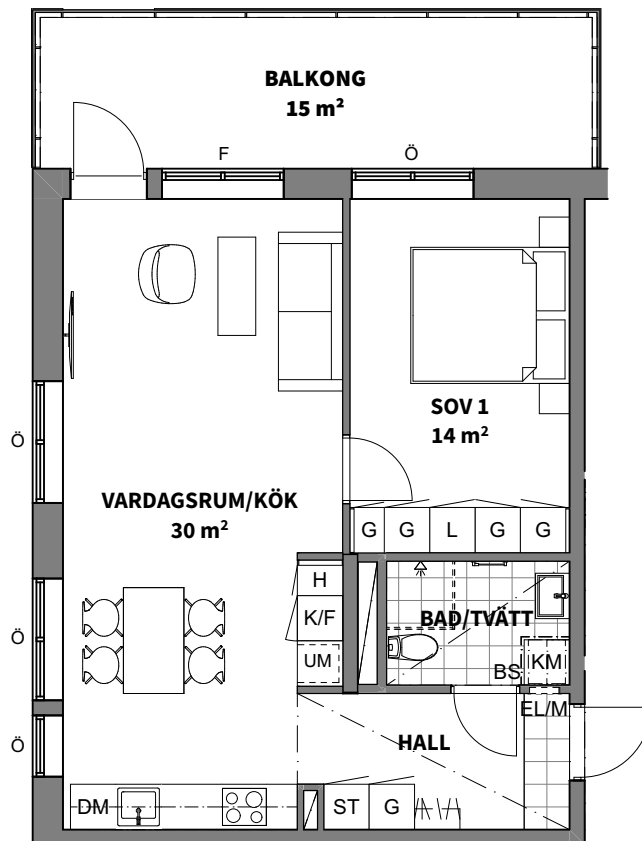 BALKONG
15 m²
F
Ö
SOV 1
14 m²
Ö
VARDAGSRUM/KÖK
30 m²
G
G
L
G
G
H
K/F
UM
BAD/TVÄTT
BS
KM
Ö
EL/M
HALL
Ö
DM
ST
G